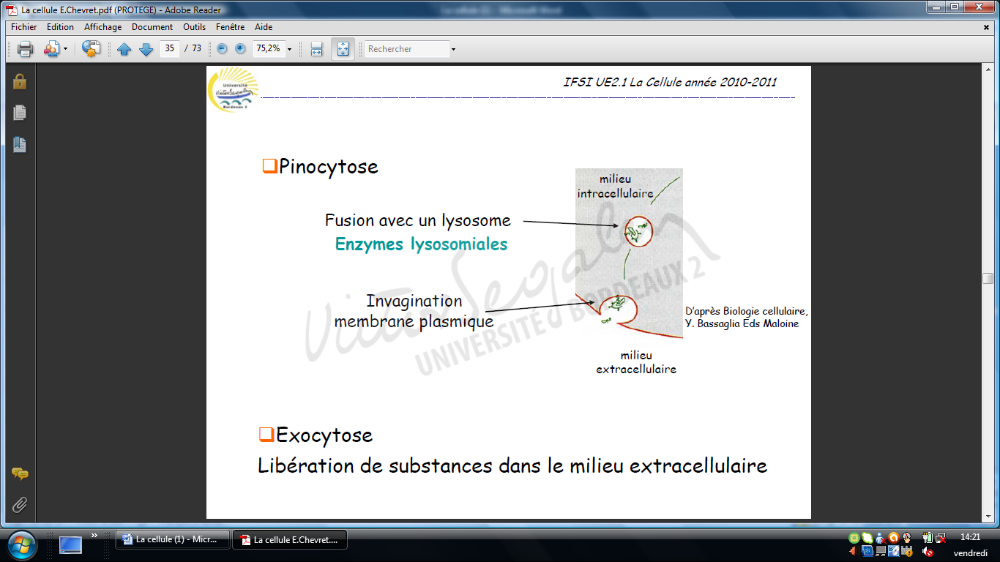 La cellule E.Chevret.pdf (PROTEGE) - Adobe Reader
Fichier Edition Affichage Document Outils Fenêtre Aide
35 / 73 75,2% Rechercher
Université
Victor Segalen
Bordeaux 2
IFSI UE2.1 La Cellule année 2010-2011
Pinocytose
milieu
intracellulaire
Fusion avec un lysosome
Enzymes lysosomiales
Invagination
membrane plasmique
D'après Biologie cellulaire,
Y. Bassaglia Eds Maloine
Victor Segalen
UNIVERSITÉ BORDEAUX 2
milieu
extracellulaire
Exocytose
Libération de substances dans le milieu extracellulaire
La cellule (1) - Micr...
La cellule E.Chevret....
14:21
vendredi